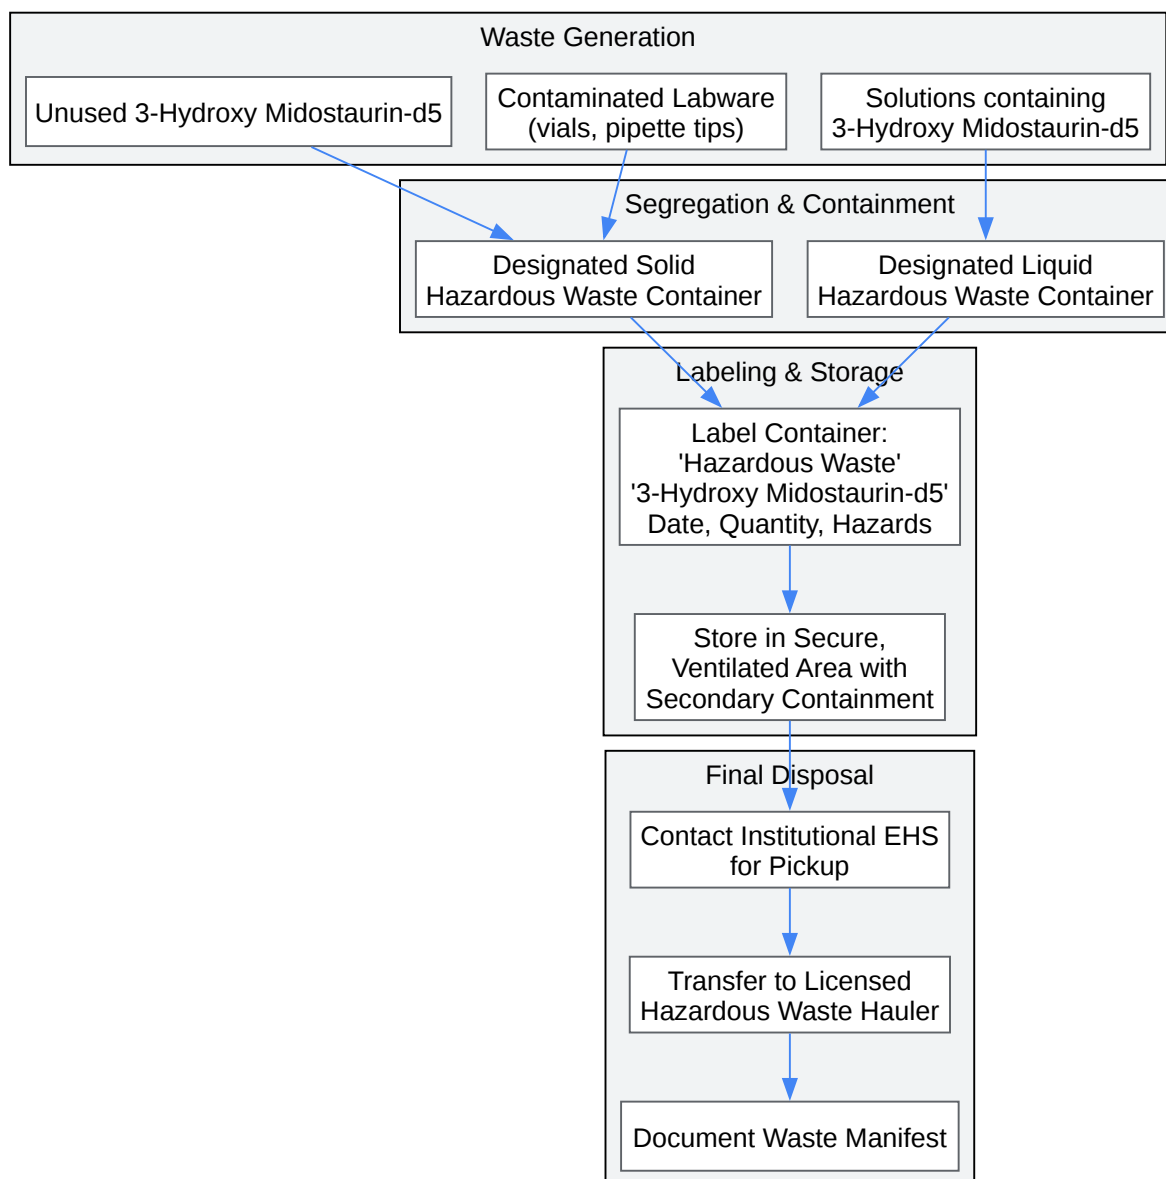 Waste Generation
Unused 3-Hydroxy Midostaurin-d5
Contaminated Labware
(vials, pipette tips)
Solutions containing
3-Hydroxy Midostaurin-d5
Segregation & Containment
Designated Solid
Hazardous Waste Container
Designated Liquid
Hazardous Waste Container
Labeling & Storage
Label Container:
'Hazardous Waste'
'3-Hydroxy Midostaurin-d5'
Date, Quantity, Hazards
Store in Secure,
Ventilated Area with
Secondary Containment
Final Disposal
Contact Institutional EHS
for Pickup
Transfer to Licensed
Hazardous Waste Hauler
Document Waste Manifest